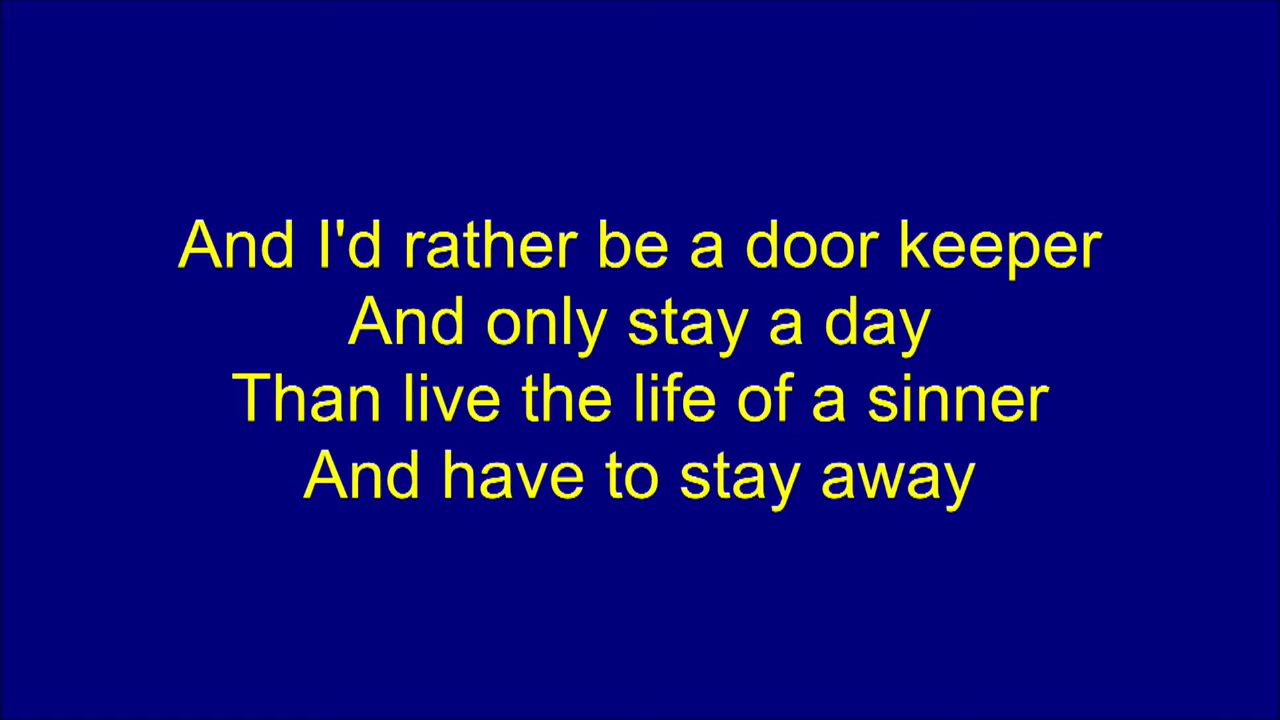 And I'd rather be a door keeper
And only stay a day
Than live the life of a sinner
And have to stay away